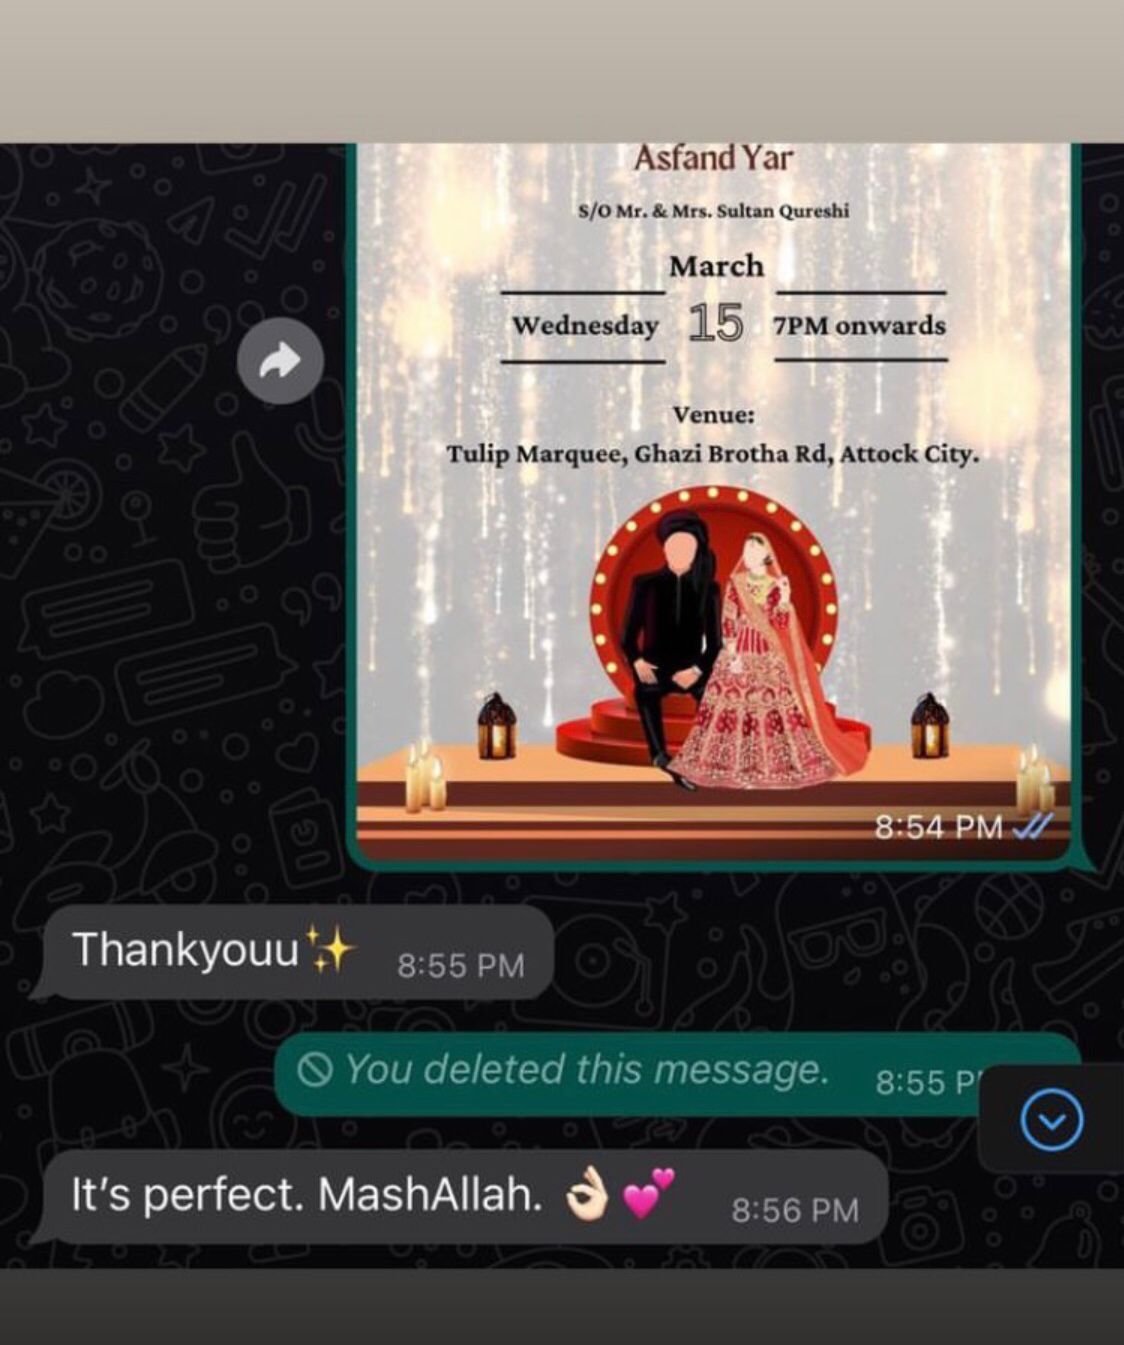 Asfand Yar
S/O Mr. & Mrs. Sultan Qureshi
March
Wednesday 15 7PM onwards
Venue:
Tulip Marquee, Ghazi Brotha Rd, Attock City.
8:54 PM
Thankyouu✨ 8:55 PM
You deleted this message. 8:55 P
It's perfect. MashAllah. 👌🏻💕 8:56 PM